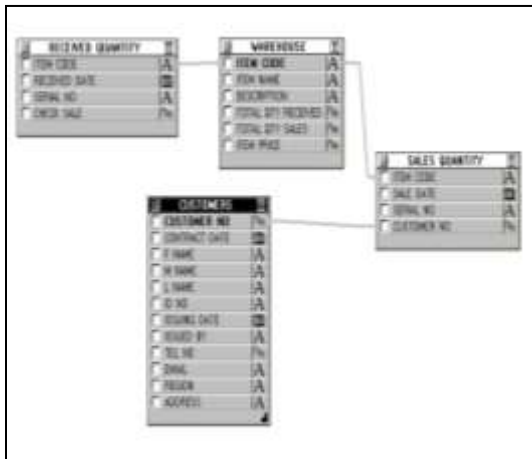 RECEIVED QUANTITY
ITEM CODE
RECEIVED DATE
SERIAL NO
CHECK SALE
WAREHOUSE
ITEM CODE
ITEM NAME
DESCRIPTION
TOTAL QTY RECEIVED
TOTAL QTY SALES
ITEM PRICE
SALES QUANTITY
ITEM CODE
SALE DATE
SERIAL NO
CUSTOMER NO
CUSTOMERS
CUSTOMER NO
CONTRACT DATE
F NAME
M NAME
L NAME
ID NO
ISSUING DATE
ISSUED BY
TEL NO
EMAIL
REGION
ADDRESS